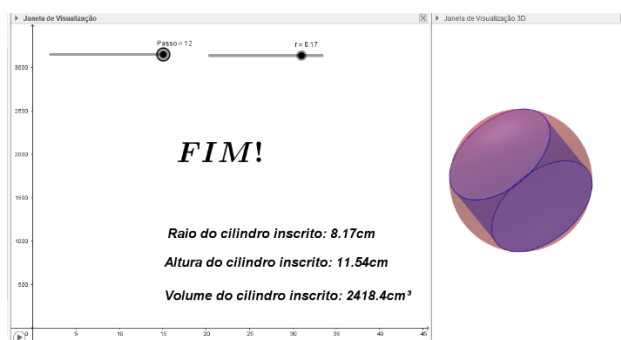 Janela de Visualização
Janela de Visualização 3D
Passo = 12
r = 8.17
3000
2500
2000
1500
1000
500
FIM!
Raio do cilindro inscrito: 8.17cm
Altura do cilindro inscrito: 11.54cm
Volume do cilindro inscrito: 2418.4cm³
0
5
10
15
20
25
30
35
40
45